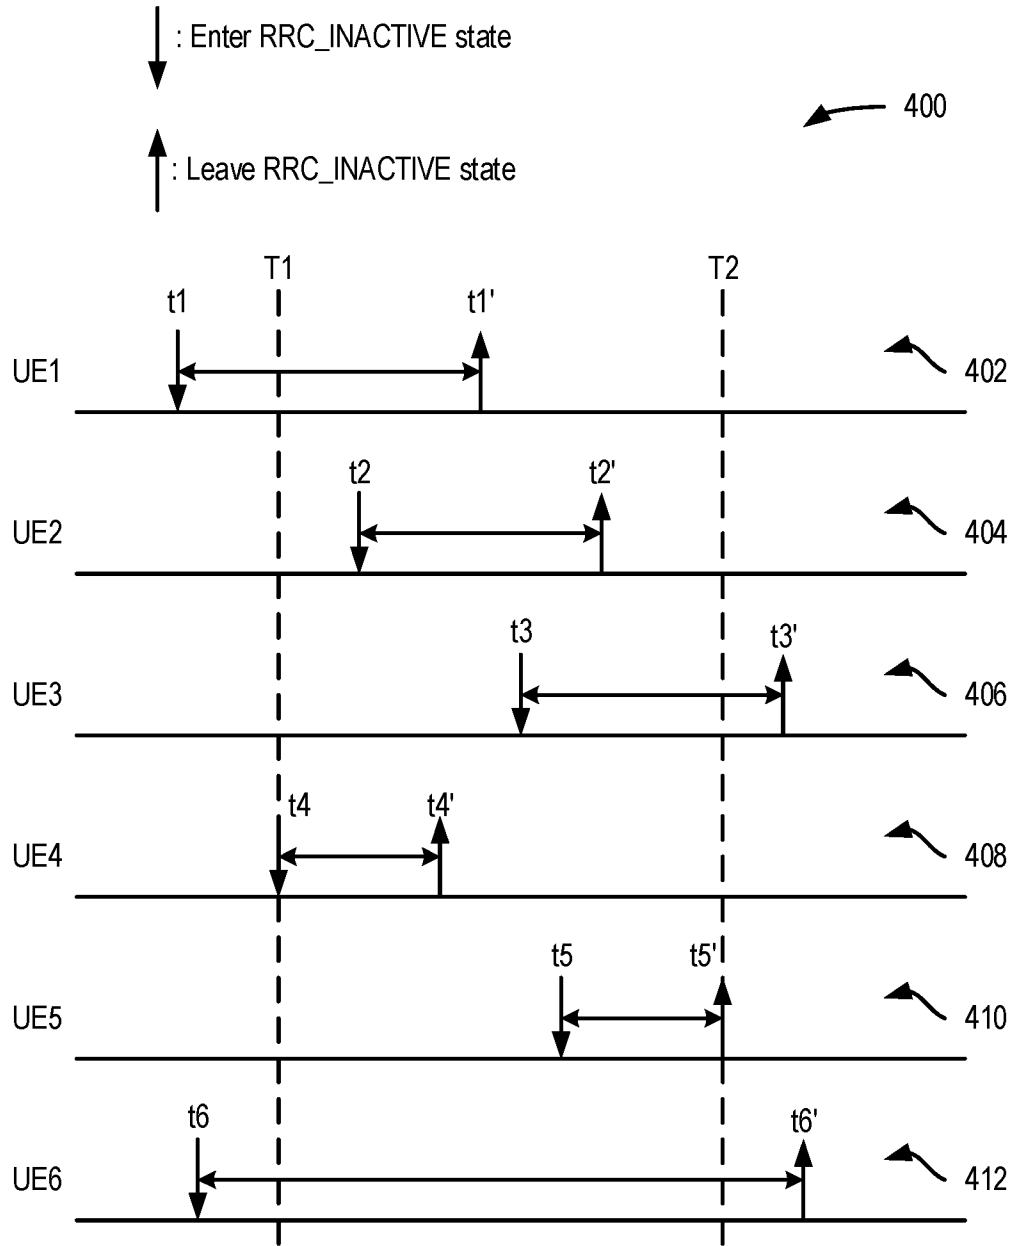 : Enter RRC_INACTIVE state
400
: Leave RRC_INACTIVE state
T1 T2
t1 t1'
UE1 402
t2 t2'
UE2 404
t3 t3'
UE3 406
t4 t4'
UE4 408
t5 t5'
UE5 410
t6 t6'
UE6 412